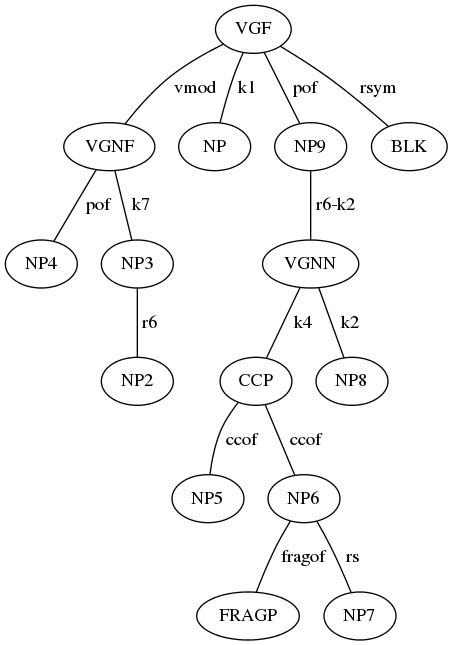 VGF
vmod k1 pof rsym
VGNF NP NP9 BLK
pof k7 r6-k2
NP4 NP3 VGNN
r6 k4 k2
NP2 CCP NP8
ccof ccof
NP5 NP6
fragof rs
FRAGP NP7